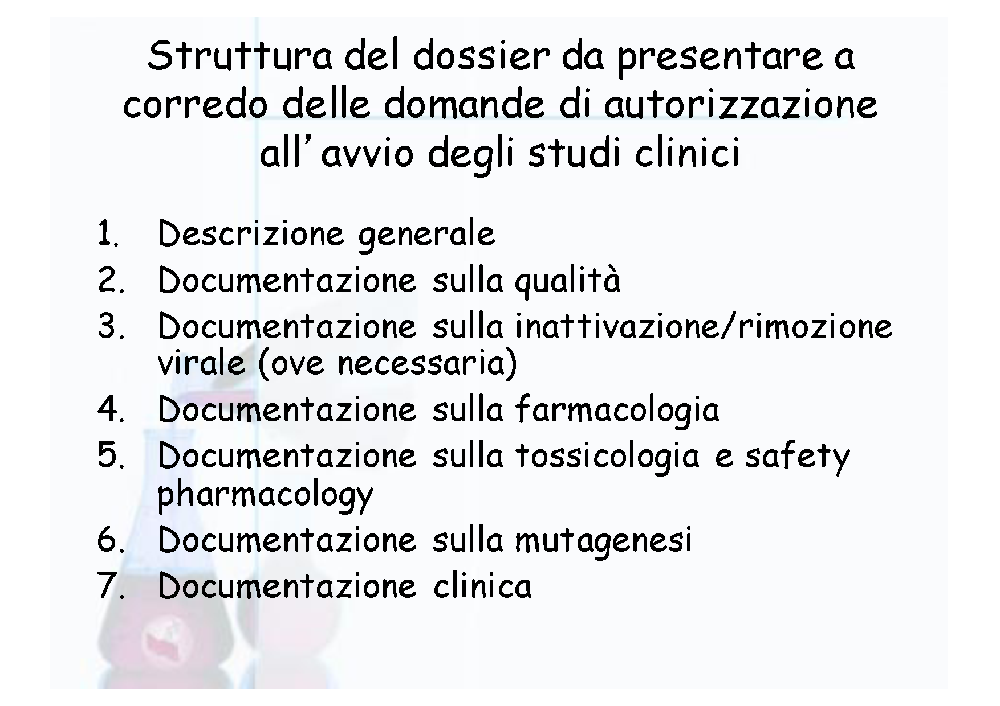 Struttura del dossier da presentare a
corredo delle domande di autorizzazione
all’avvio degli studi clinici
1. Descrizione generale
2. Documentazione sulla qualità
3. Documentazione sulla inattivazione/rimozione
virale (ove necessaria)
4. Documentazione sulla farmacologia
5. Documentazione sulla tossicologia e safety
pharmacology
6. Documentazione sulla mutagenesi
7. Documentazione clinica